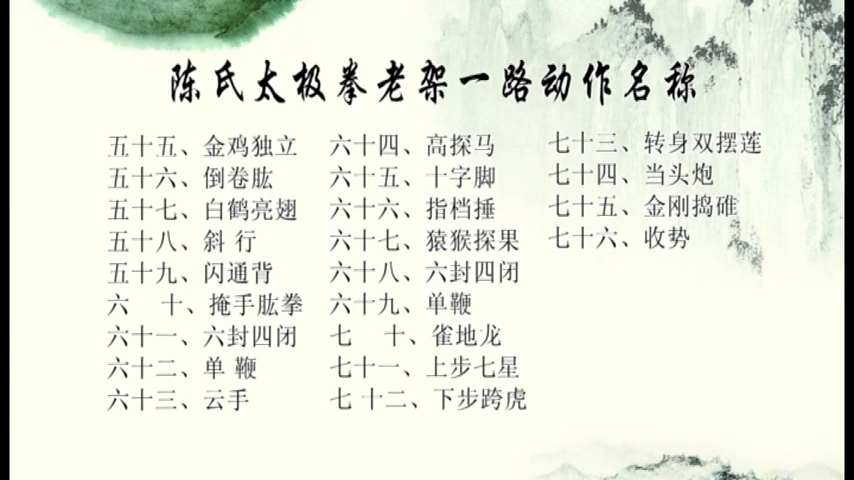 陈氏太极拳老架一路动作名称
五十五、金鸡独立
五十六、倒卷肱
五十七、白鹤亮翅
五十八、斜 行
五十九、闪通背
六 十、掩手肱拳
六十一、六封四闭
六十二、单 鞭
六十三、云手
六十四、高探马
六十五、十字脚
六十六、指档捶
六十七、猿猴探果
六十八、六封四闭
六十九、单鞭
七 十、雀地龙
七十一、上步七星
七 十二、下步跨虎
七十三、转身双摆莲
七十四、当头炮
七十五、金刚捣碓
七十六、收势